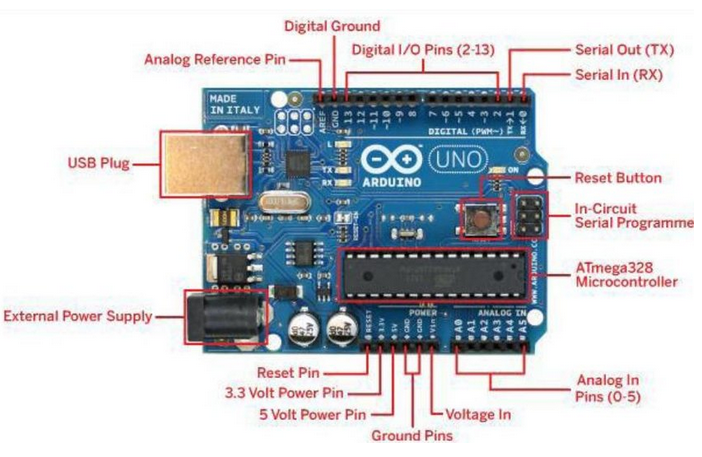 Digital Ground
Analog Reference Pin
Digital I/O Pins (2-13)
Serial Out (TX)
Serial In (RX)
MADE
IN ITALY
AREF
GND
13
12
~11
~10
~9
8
7
~6
~5
4
~3
2
TX→1
RX←0
DIGITAL (PWM~)
USB Plug
L
TX
RX
ARDUINO
UNO
ON
Reset Button
In-Circuit
Serial Programme
ATmega328
Microcontroller
WWW.ARDUINO.CC
External Power Supply
POWER
ANALOG IN
RESET
3.3V
5V
GND
GND
Vin
A0
A1
A2
A3
A4
A5
Reset Pin
3.3 Volt Power Pin
5 Volt Power Pin
Ground Pins
Voltage In
Analog In
Pins (0-5)